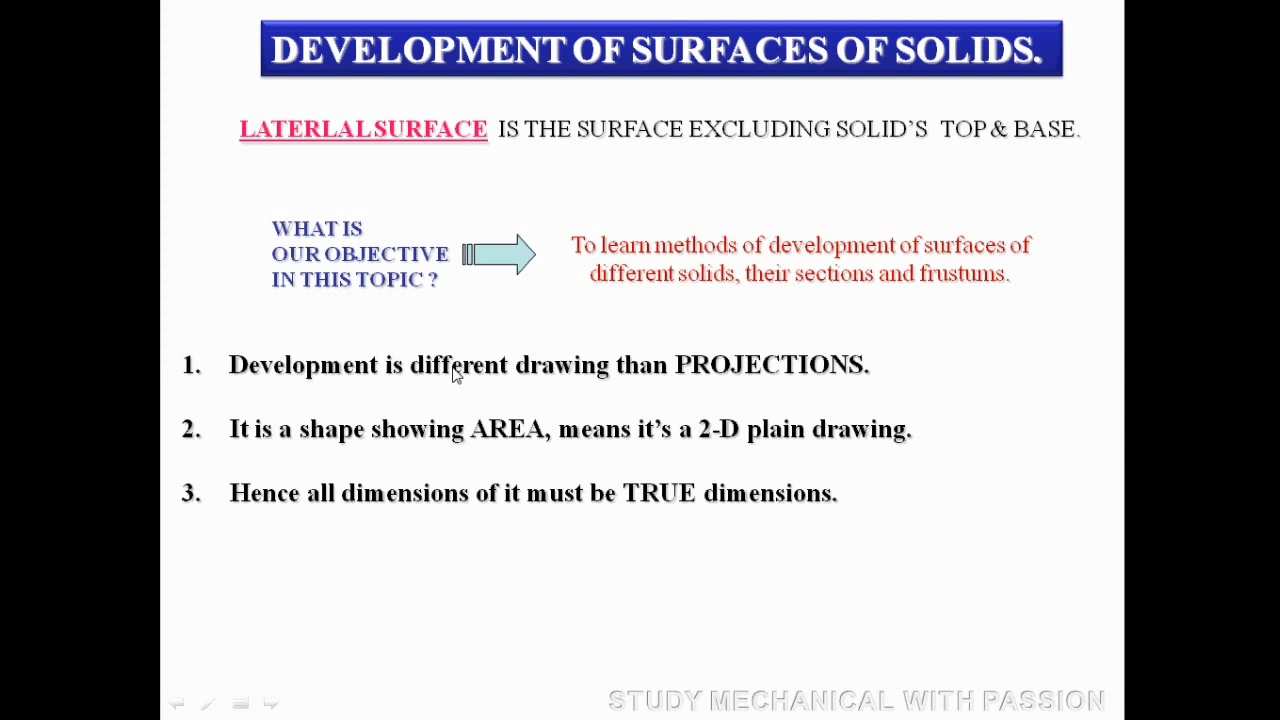 DEVELOPMENT OF SURFACES OF SOLIDS.
LATERLAL SURFACE IS THE SURFACE EXCLUDING SOLID’S TOP & BASE.
WHAT IS
OUR OBJECTIVE
IN THIS TOPIC ?
To learn methods of development of surfaces of
different solids, their sections and frustums.
1. Development is different drawing than PROJECTIONS.
2. It is a shape showing AREA, means it’s a 2-D plain drawing.
3. Hence all dimensions of it must be TRUE dimensions.
STUDY MECHANICAL WITH PASSION